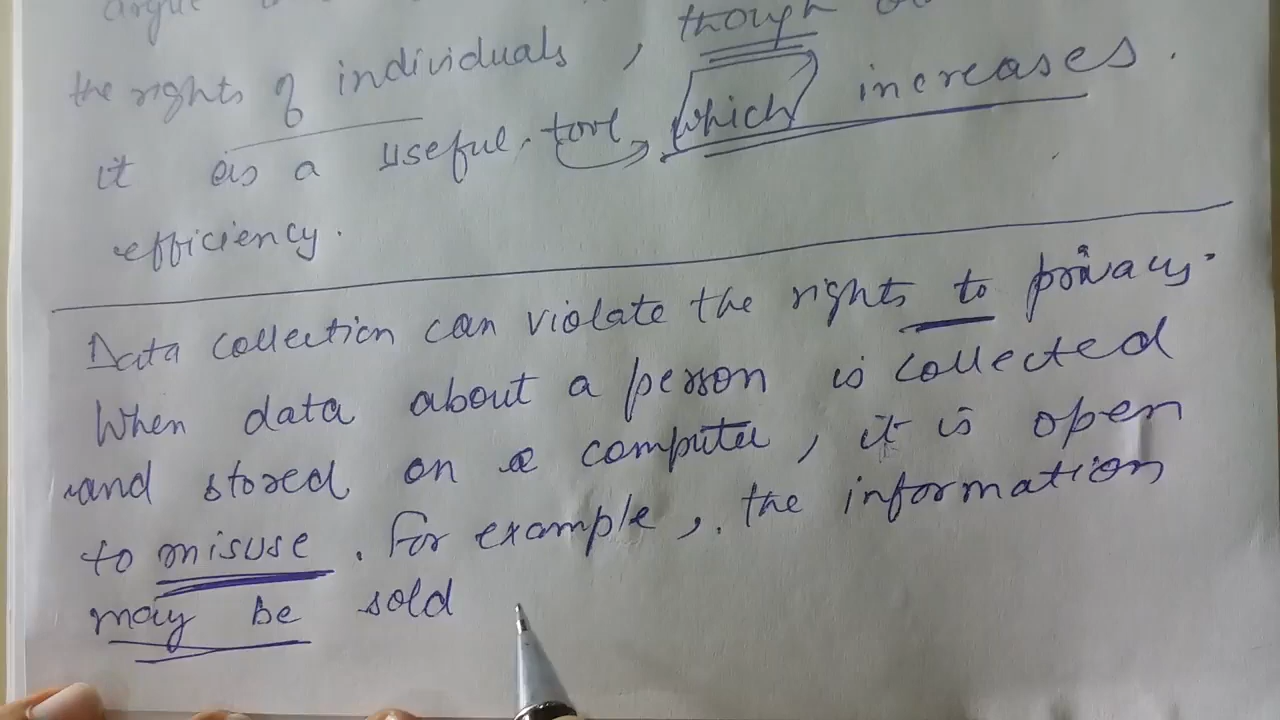 argue
the rights of individuals, though
it as a useful tool, which increases.
efficiency.
Data collection can violate the rights to privacy.
When data about a person is collected
and stored on a computer, it is open
to misuse. For example, the information
may be sold